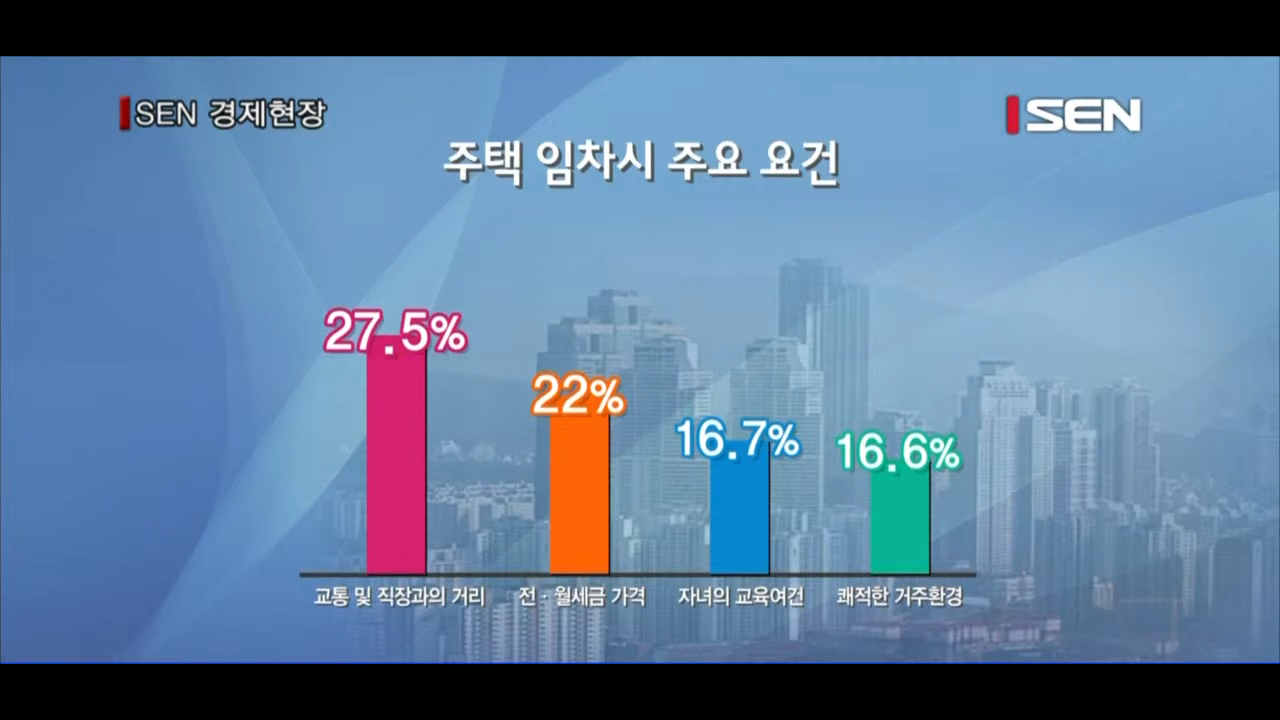 SEN 경제현장
SEN
주택 임차시 주요 요건
27.5%
22%
16.7%
16.6%
교통 및 직장과의 거리
전·월세금 가격
자녀의 교육여건
쾌적한 거주환경